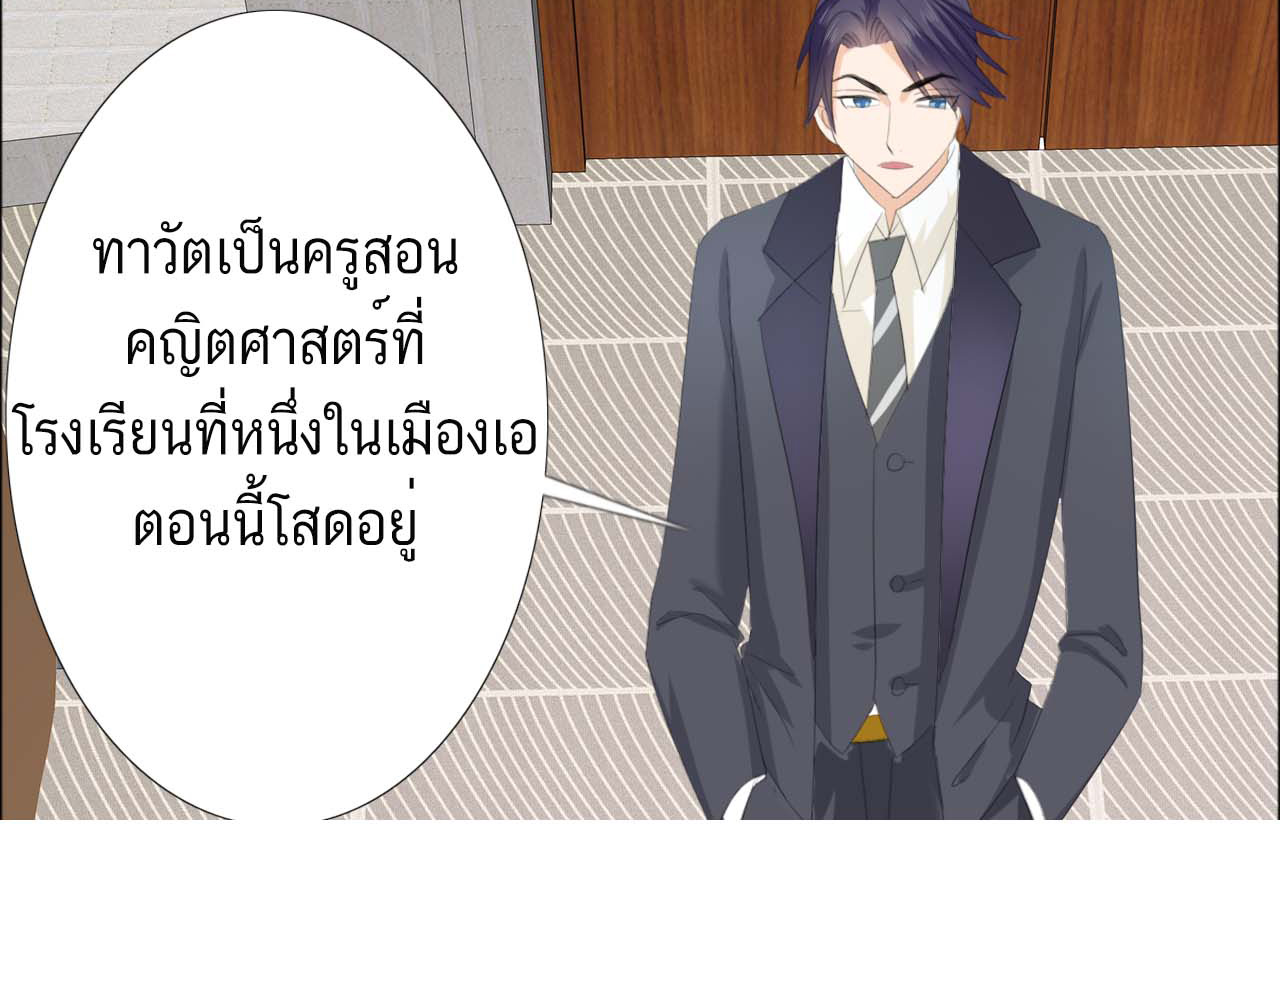 ทาวัตเป็นครูสอน
คญิตศาสตร์ที่
โรงเรียนที่หนึ่งในเมืองเอ
ตอนนี้โสดอยู่